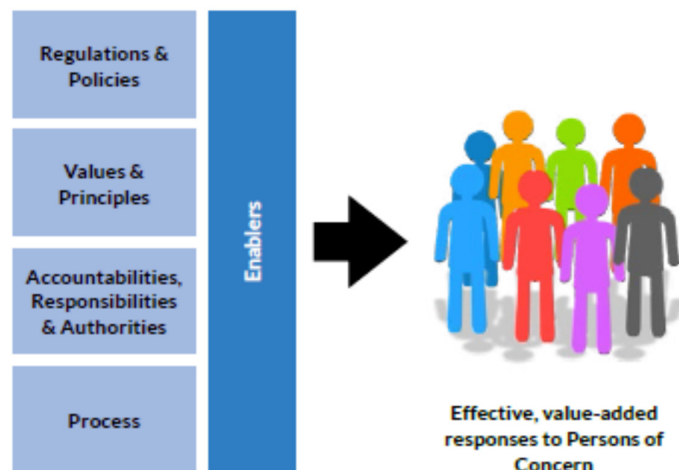 Regulations &
Policies
Values &
Principles
Accountabilities,
Responsibilities
& Authorities
Process
Enablers
Effective, value-added
responses to Persons of
Concern